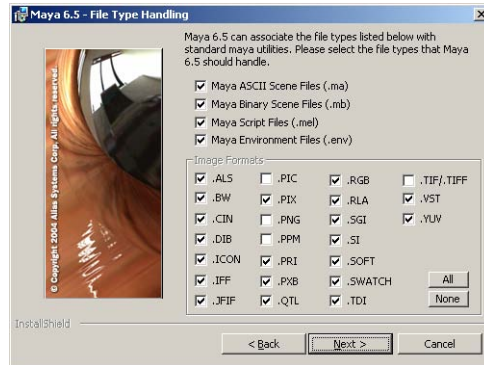 Maya 6.5 - File Type Handling
Maya 6.5 can associate the file types listed below with
standard maya utilities. Please select the file types that Maya
6.5 should handle.
Maya ASCII Scene Files (.ma)
Maya Binary Scene Files (.mb)
Maya Script Files (.mel)
Maya Environment Files (.env)
Image Formats
.ALS .PIC .RGB .TIF/.TIFF
.BW .PIX .RLA .VST
.CIN .PNG .SGI .YUV
.DIB .PPM .SI
.ICON .PRI .SOFT
.IFF .PXB .SWATCH All
.JFIF .QTL .TDI None
© Copyright 2004 Alias Systems Corp. All rights reserved.
InstallShield
< Back Next > Cancel